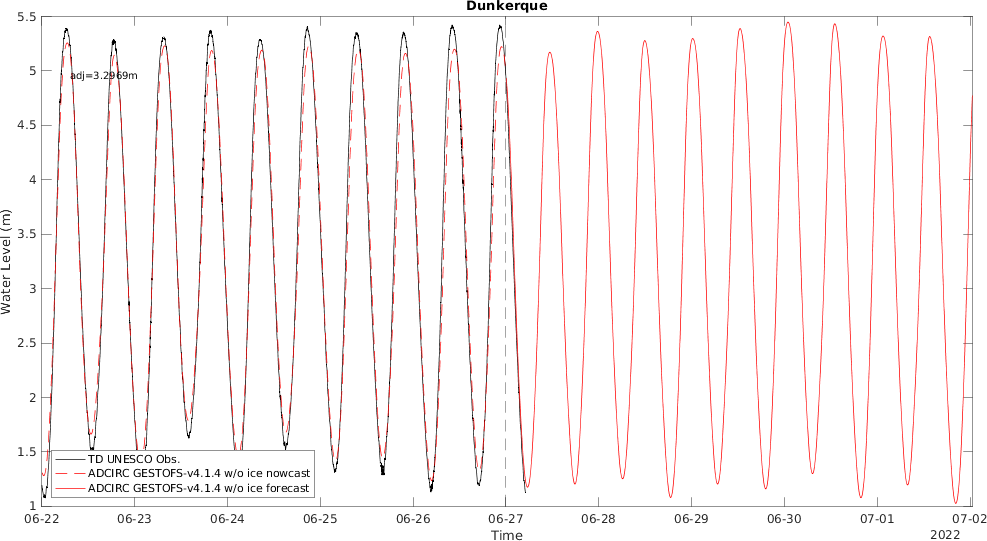 Dunkerque
5.5
5
4.5
4
3.5
3
2.5
2
1.5
1
Water Level (m)
adj=3.2969m
TD UNESCO Obs.
ADCIRC GESTOFS-v4.1.4 w/o ice nowcast
ADCIRC GESTOFS-v4.1.4 w/o ice forecast
06-22 06-23 06-24 06-25 06-26 06-27 06-28 06-29 06-30 07-01 07-02
Time
2022